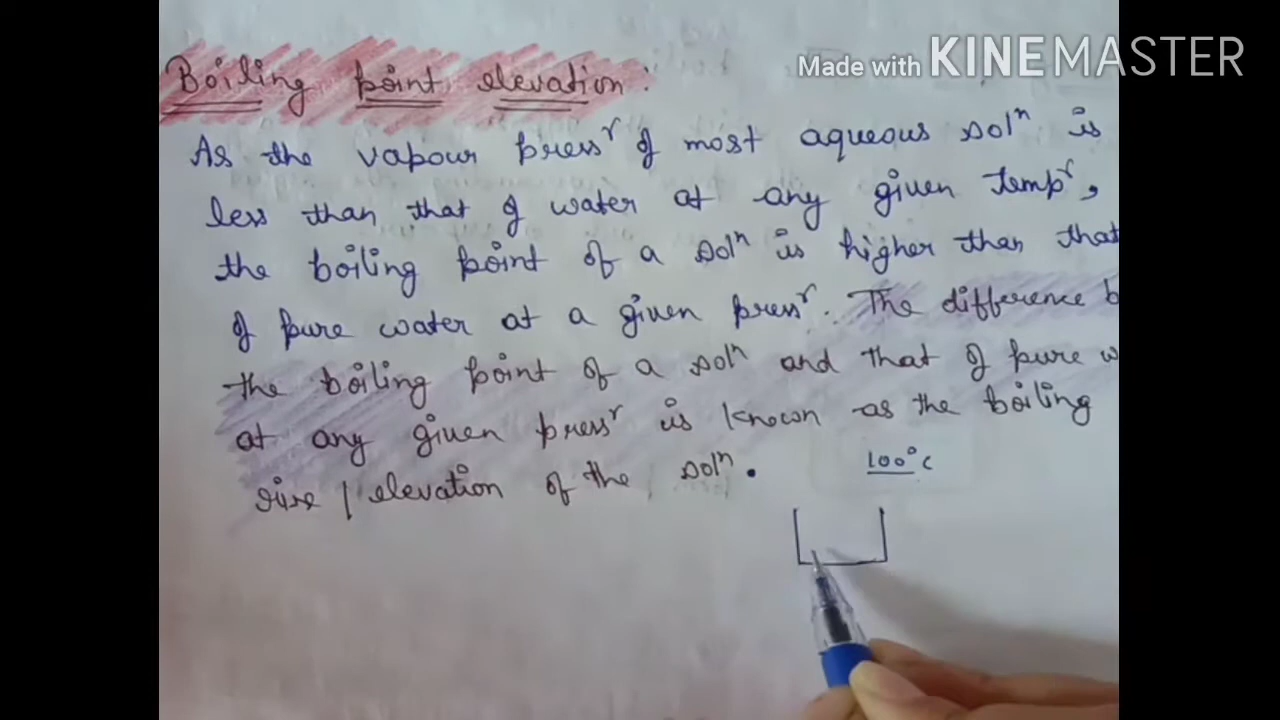 Made with KINEMASTER
Boiling point elevation :
As the vapour pressʳ of most aqueous solⁿ is
less than that of water at any given tempʳ,
the boiling point of a solⁿ is higher than that
of pure water at a given pressʳ. The difference b
the boiling point of a solⁿ and that of pure w
at any given pressʳ is known as the boiling
rise / elevation of the solⁿ.
100°C